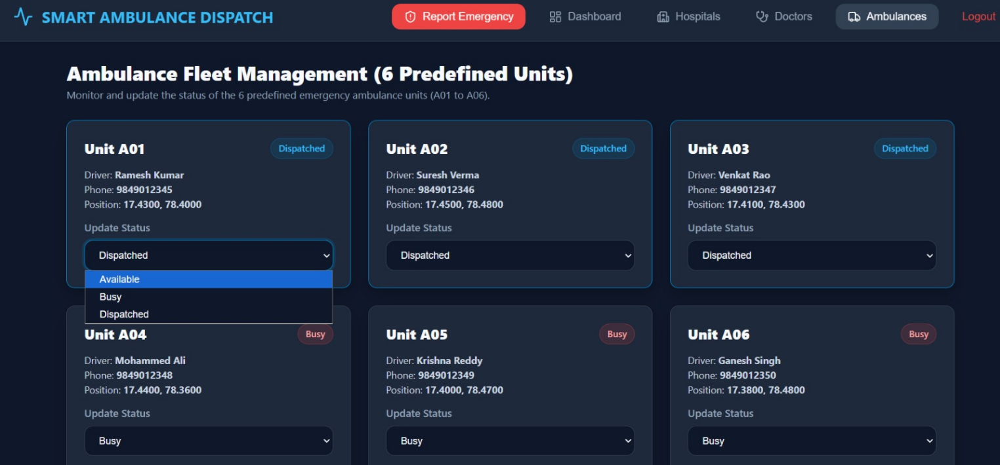 SMART AMBULANCE DISPATCH
Report Emergency
Dashboard
Hospitals
Doctors
Ambulances
Logout
Ambulance Fleet Management (6 Predefined Units)
Monitor and update the status of the 6 predefined emergency ambulance units (A01 to A06).
Unit A01
Dispatched
Driver: Ramesh Kumar
Phone: 9849012345
Position: 17.4300, 78.4000
Update Status
Dispatched
Available
Busy
Dispatched
Unit A02
Dispatched
Driver: Suresh Verma
Phone: 9849012346
Position: 17.4500, 78.4800
Update Status
Dispatched
Unit A03
Dispatched
Driver: Venkat Rao
Phone: 9849012347
Position: 17.4100, 78.4300
Update Status
Dispatched
Unit A04
Busy
Driver: Mohammed Ali
Phone: 9849012348
Position: 17.4400, 78.3600
Update Status
Busy
Unit A05
Busy
Driver: Krishna Reddy
Phone: 9849012349
Position: 17.4000, 78.4700
Update Status
Busy
Unit A06
Busy
Driver: Ganesh Singh
Phone: 9849012350
Position: 17.3800, 78.4800
Update Status
Busy